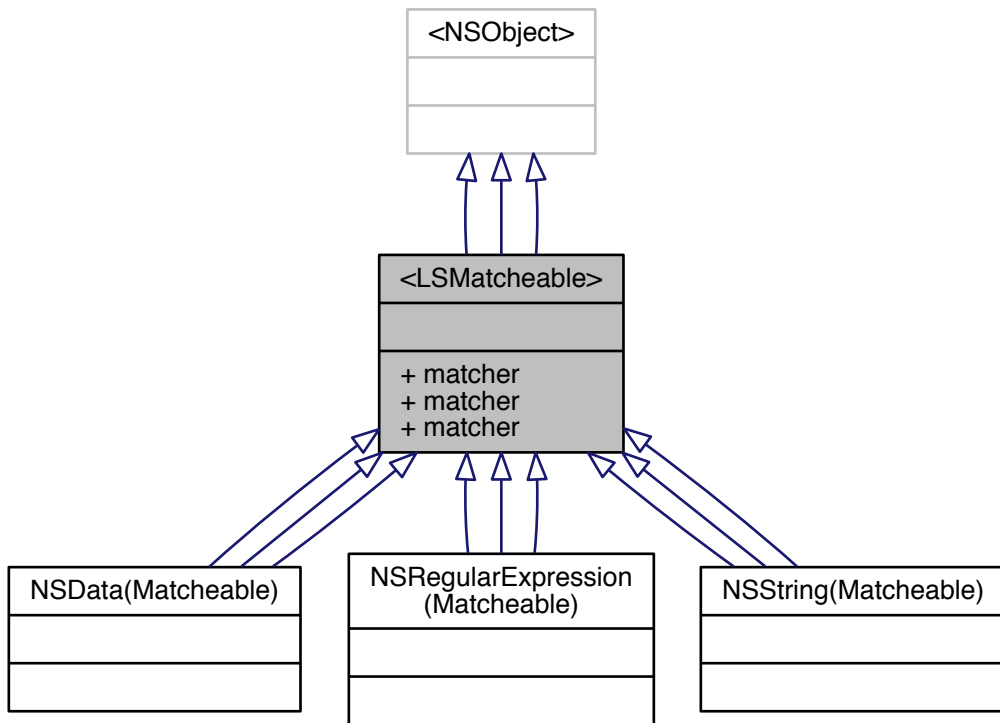 <NSObject>
<LSMatcheable>
+ matcher
+ matcher
+ matcher
NSData(Matcheable)
NSRegularExpression
(Matcheable)
NSString(Matcheable)